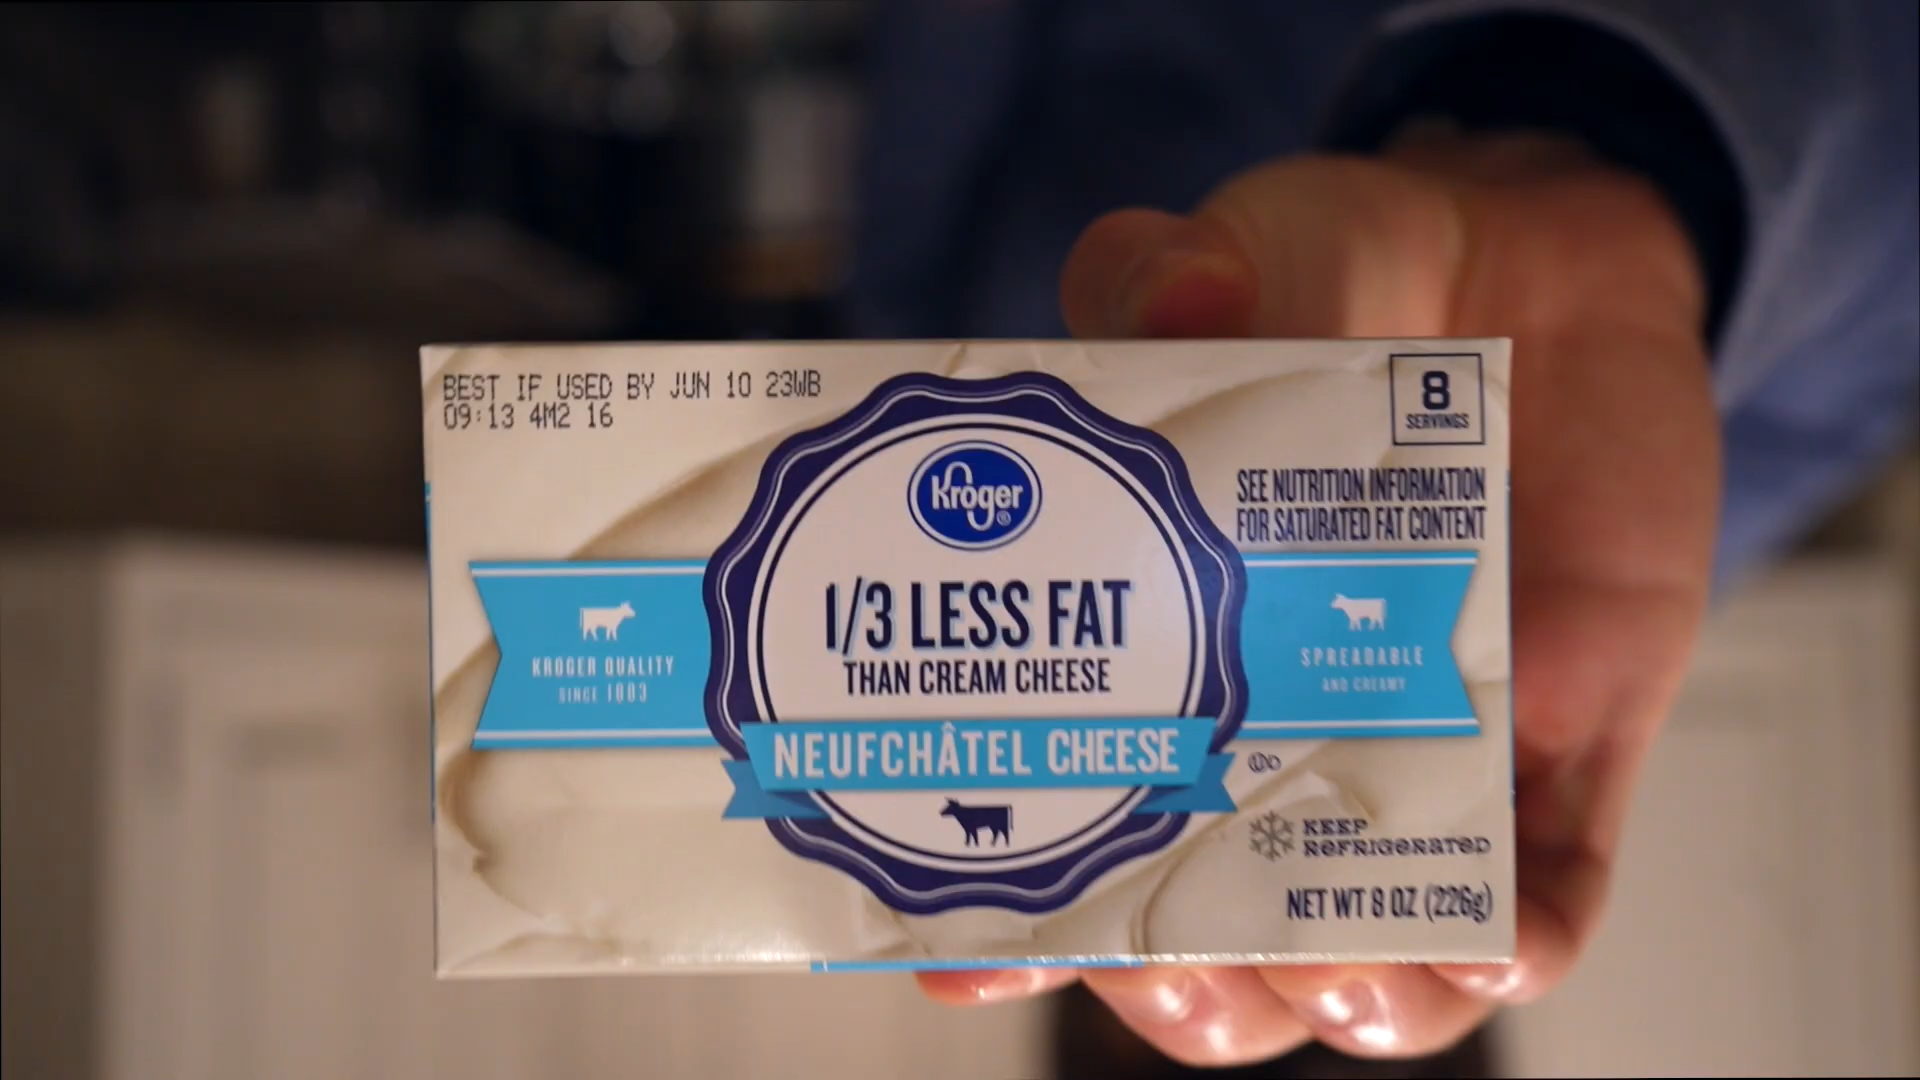 BEST IF USED BY JUN 10 23WB
09:13 4M2 16
8
SERVINGS
Kroger®
SEE NUTRITION INFORMATION
FOR SATURATED FAT CONTENT
1/3 LESS FAT
THAN CREAM CHEESE
KROGER QUALITY
SINCE 1883
SPREADABLE
AND CREAMY
NEUFCHÂTEL CHEESE
UD
KEEP
REFRIGERATED
NET WT 8 OZ (226g)